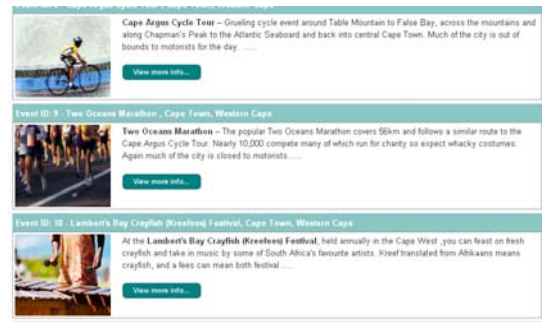 Cape Argus Cycle Tour – Grueling cycle event around Table Mountain to False Bay, across the mountains and
along Chapman's Peak to the Atlantic Seaboard and back into central Cape Town. Much of the city is out of
bounds to motorists for the day. .....
View more info...
Event ID: 9 - Two Oceans Marathon , Cape Town, Western Cape
Two Oceans Marathon – The popular Two Oceans Marathon covers 56km and follows a similar route to the
Cape Argus Cycle Tour. Nearly 10,000 compete many of which run for charity so expect whacky costumes.
Again much of the city is closed to motorists.....
View more info...
Event ID: 10 - Lambert's Bay Crayfish (Kreefees) Festival, Cape Town, Western Cape
At the Lambert's Bay Crayfish (Kreefees) Festival, held annually in the Cape West ,you can feast on fresh
crayfish and take in music by some of South Africa's favourite artists. Kreef translated from Afrikaans means
crayfish, and a fees can mean both festival .....
View more info...